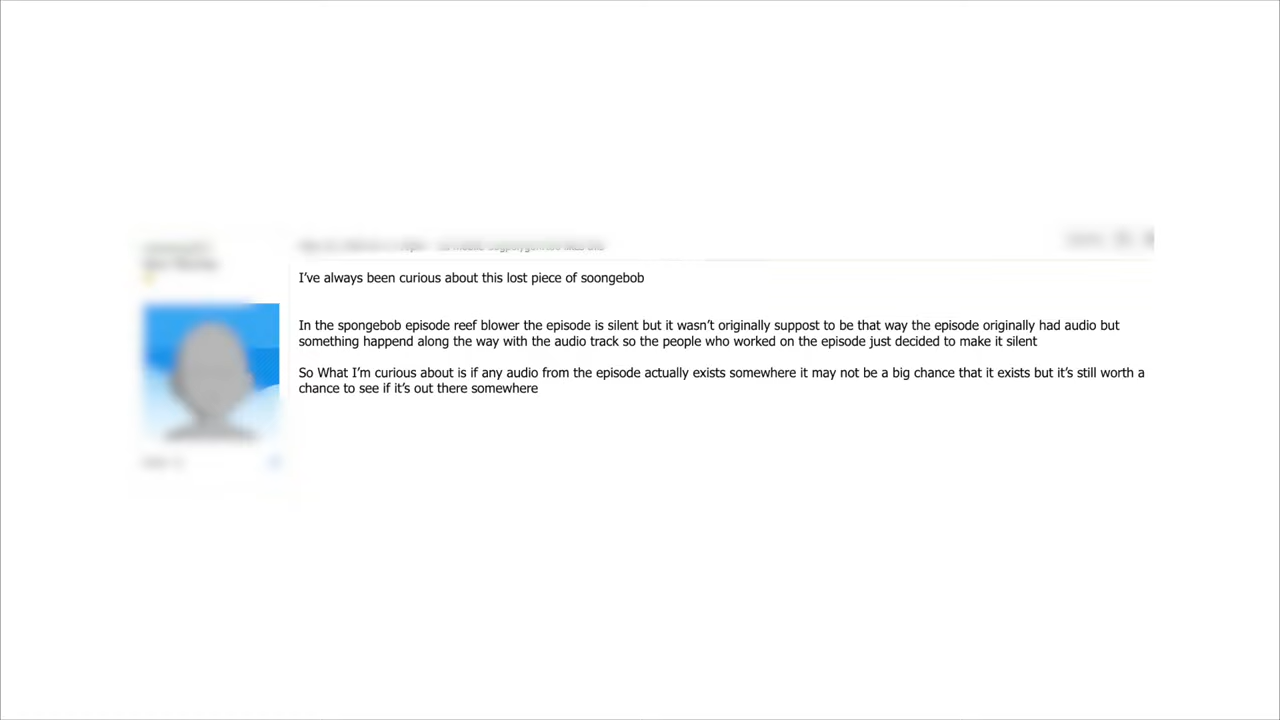 I've always been curious about this lost piece of soongebob
In the spongebob episode reef blower the episode is silent but it wasn't originally suppost to be that way the episode originally had audio but
something happend along the way with the audio track so the people who worked on the episode just decided to make it silent
So What I'm curious about is if any audio from the episode actually exists somewhere it may not be a big chance that it exists but it's still worth a
chance to see if it's out there somewhere